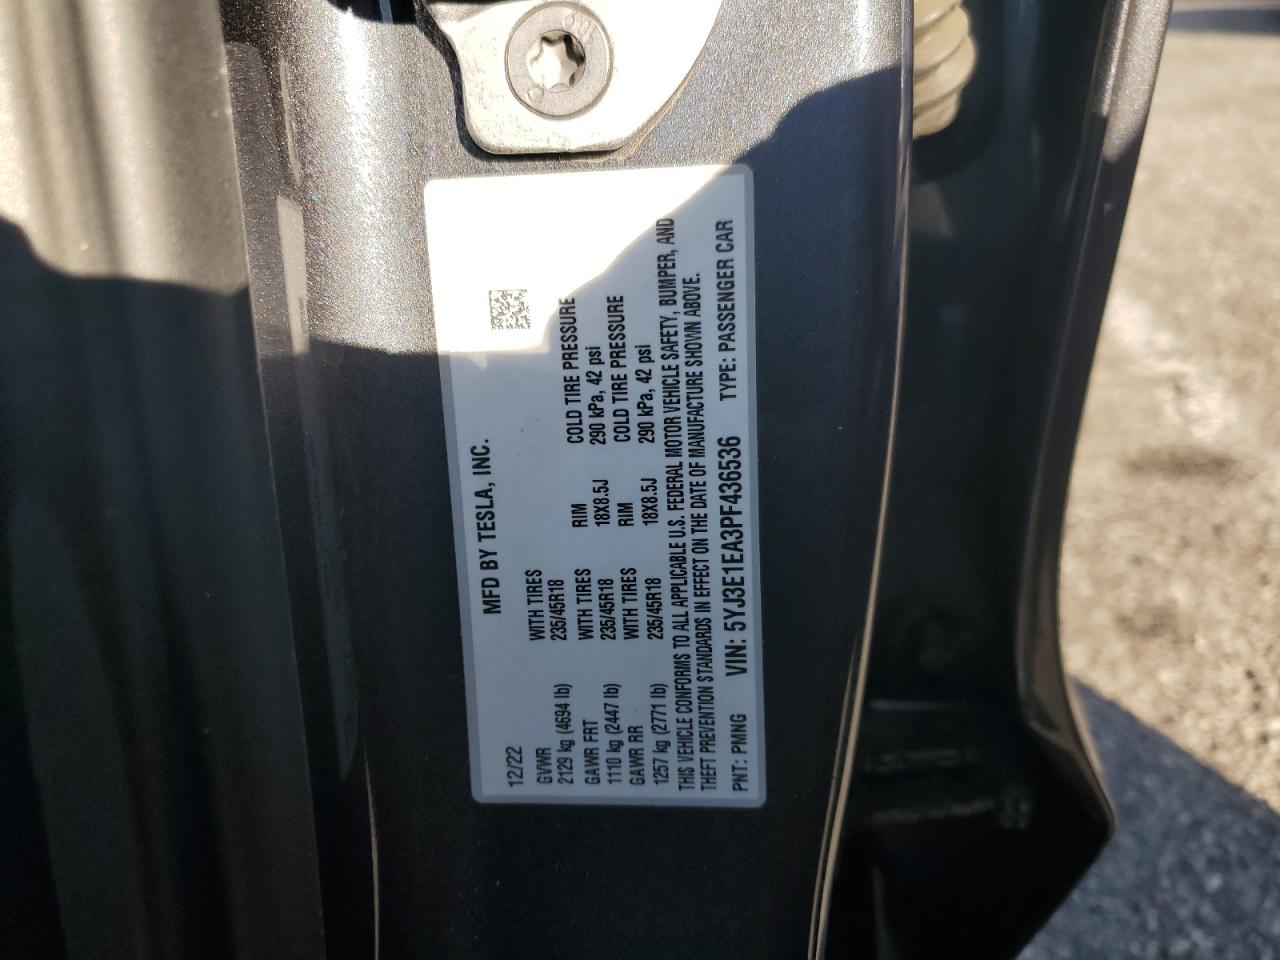 MFD BY TESLA, INC.
12/22
GVWR WITH TIRES RIM COLD TIRE PRESSURE
2129 kg (4694 lb) 235/45R18 18X8.5J 290 kPa, 42 psi
GAWR FRT WITH TIRES RIM COLD TIRE PRESSURE
1110 kg (2447 lb) 235/45R18 18X8.5J 290 kPa, 42 psi
GAWR RR WITH TIRES
1257 kg (2771 lb) 235/45R18
THIS VEHICLE CONFORMS TO ALL APPLICABLE U.S. FEDERAL MOTOR VEHICLE SAFETY, BUMPER, AND
THEFT PREVENTION STANDARDS IN EFFECT ON THE DATE OF MANUFACTURE SHOWN ABOVE.
PNT: PMNG VIN: 5YJ3E1EA3PF436536 TYPE: PASSENGER CAR